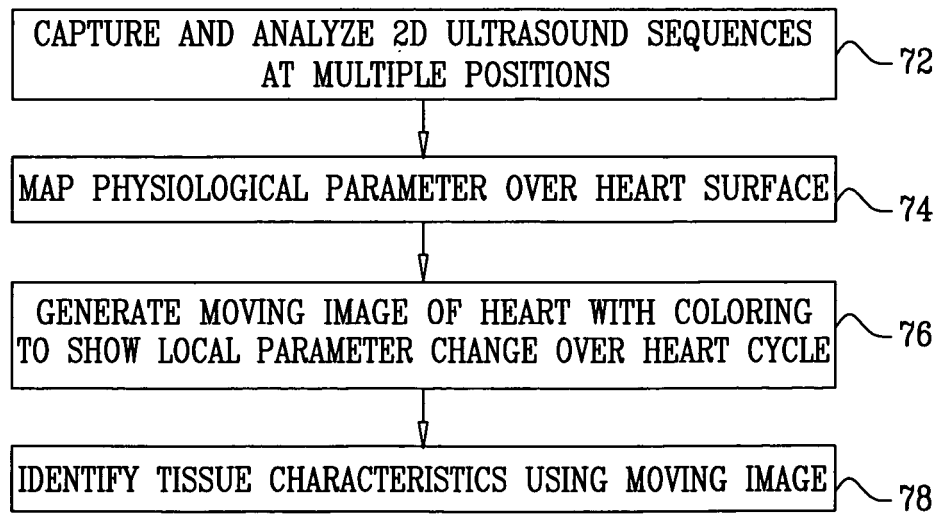 CAPTURE AND ANALYZE 2D ULTRASOUND SEQUENCES
AT MULTIPLE POSITIONS
72
MAP PHYSIOLOGICAL PARAMETER OVER HEART SURFACE
74
GENERATE MOVING IMAGE OF HEART WITH COLORING
TO SHOW LOCAL PARAMETER CHANGE OVER HEART CYCLE
76
IDENTIFY TISSUE CHARACTERISTICS USING MOVING IMAGE
78